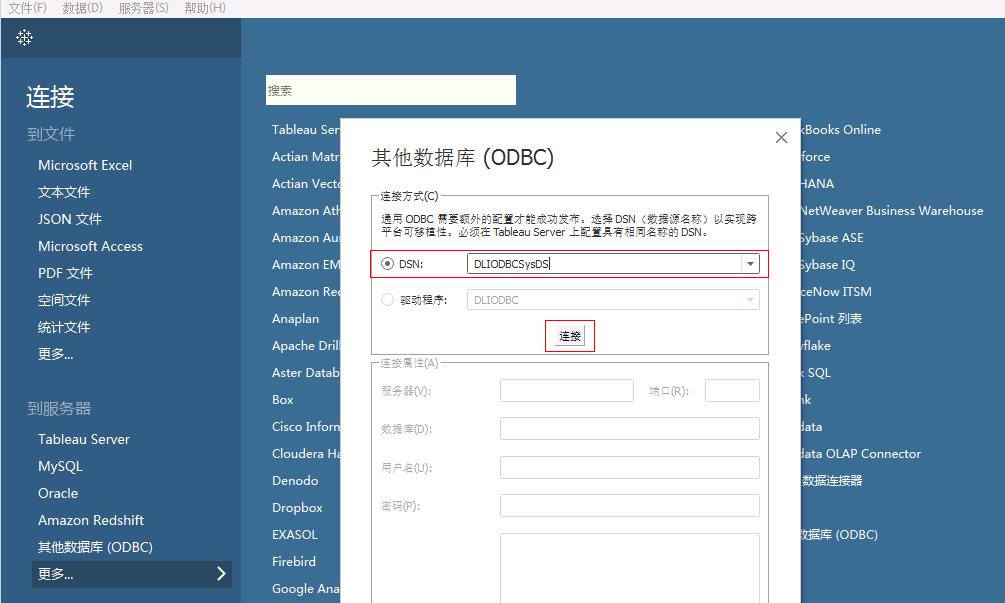 文件(F) 数据(D) 服务器(S) 帮助(H)
连接
到文件
Microsoft Excel
文本文件
JSON 文件
Microsoft Access
PDF 文件
空间文件
统计文件
更多...
到服务器
Tableau Server
MySQL
Oracle
Amazon Redshift
其他数据库 (ODBC)
更多...
搜索
Tableau Ser
Actian Matr
Actian Vecto
Amazon Ath
Amazon Aur
Amazon EM
Amazon Red
Anaplan
Apache Drill
Aster Datab
Box
Cisco Inform
Cloudera Ha
Denodo
Dropbox
EXASOL
Firebird
Google Ana
其他数据库 (ODBC)
连接方式(C)
通用 ODBC 需要额外的配置才能成功发布。选择 DSN（数据源名称）以实现跨
平台可移植性。必须在 Tableau Server 上配置具有相同名称的 DSN。
DSN: DLIODBCSysDS
驱动程序: DLIODBC
连接
连接属性(A)
服务器(V): 端口(R):
数据库(D):
用户名(U):
密码(P):
kBooks Online
force
HANA
NetWeaver Business Warehouse
Sybase ASE
Sybase IQ
ceNow ITSM
ePoint 列表
vflake
k SQL
nk
data
data OLAP Connector
数据连接器
数据库 (ODBC)